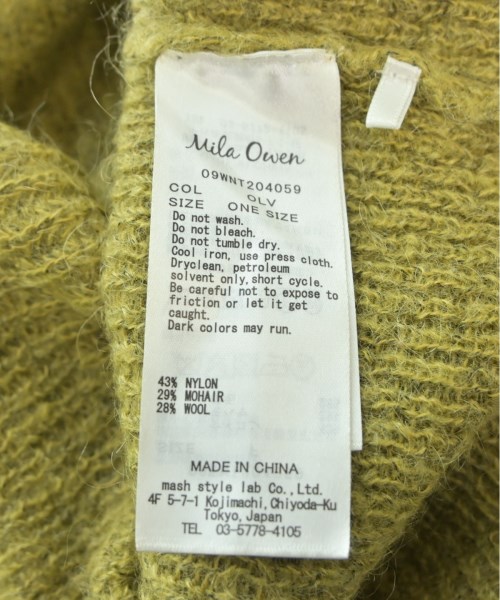 Mila Owen
09WNT204059
COL OLV
SIZE ONE SIZE
Do not wash.
Do not bleach.
Do not tumble dry.
Cool iron, use press cloth.
Dryclean, petroleum
solvent only,short cycle.
Be careful not to expose to
friction or let it get
caught.
Dark colors may run.
43% NYLON
29% MOHAIR
28% WOOL
MADE IN CHINA
mash style lab Co.,Ltd.
4F 5-7-1 Kojimachi,Chiyoda-Ku
Tokyo,Japan
TEL 03-5778-4105